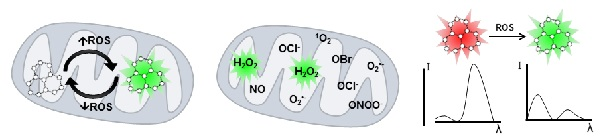 ↑ROS
↓ROS
H₂O₂
OCl⁻
¹O₂
OBr
O₂⁻
H₂O₂
NO
O₂⁻
OCl⁻
ONOO
ROS
I
λ
I
λ